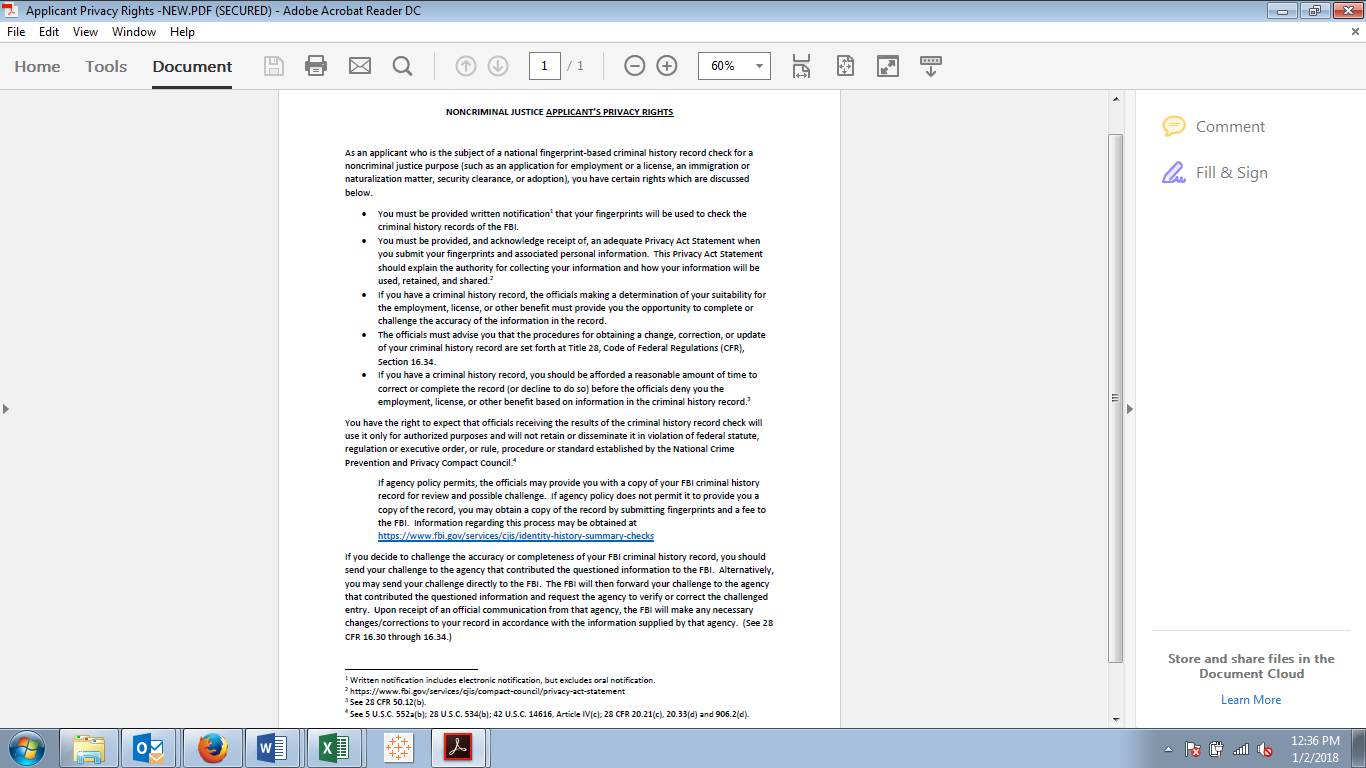 Applicant Privacy Rights -NEW.PDF (SECURED) - Adobe Acrobat Reader DC
File Edit View Window Help
Home Tools Document 1 / 1 60%
NONCRIMINAL JUSTICE APPLICANT'S PRIVACY RIGHTS
As an applicant who is the subject of a national fingerprint-based criminal history record check for a
noncriminal justice purpose (such as an application for employment or a license, an immigration or
naturalization matter, security clearance, or adoption), you have certain rights which are discussed
below.
• You must be provided written notification1 that your fingerprints will be used to check the
criminal history records of the FBI.
• You must be provided, and acknowledge receipt of, an adequate Privacy Act Statement when
you submit your fingerprints and associated personal information. This Privacy Act Statement
should explain the authority for collecting your information and how your information will be
used, retained, and shared.2
• If you have a criminal history record, the officials making a determination of your suitability for
the employment, license, or other benefit must provide you the opportunity to complete or
challenge the accuracy of the information in the record.
• The officials must advise you that the procedures for obtaining a change, correction, or update
of your criminal history record are set forth at Title 28, Code of Federal Regulations (CFR),
Section 16.34.
• If you have a criminal history record, you should be afforded a reasonable amount of time to
correct or complete the record (or decline to do so) before the officials deny you the
employment, license, or other benefit based on information in the criminal history record.3
You have the right to expect that officials receiving the results of the criminal history record check will
use it only for authorized purposes and will not retain or disseminate it in violation of federal statute,
regulation or executive order, or rule, procedure or standard established by the National Crime
Prevention and Privacy Compact Council.4
If agency policy permits, the officials may provide you with a copy of your FBI criminal history
record for review and possible challenge. If agency policy does not permit it to provide you a
copy of the record, you may obtain a copy of the record by submitting fingerprints and a fee to
the FBI. Information regarding this process may be obtained at
https://www.fbi.gov/services/cjis/identity-history-summary-checks
If you decide to challenge the accuracy or completeness of your FBI criminal history record, you should
send your challenge to the agency that contributed the questioned information to the FBI. Alternatively,
you may send your challenge directly to the FBI. The FBI will then forward your challenge to the agency
that contributed the questioned information and request the agency to verify or correct the challenged
entry. Upon receipt of an official communication from that agency, the FBI will make any necessary
changes/corrections to your record in accordance with the information supplied by that agency. (See 28
CFR 16.30 through 16.34.)
1 Written notification includes electronic notification, but excludes oral notification.
2 https://www.fbi.gov/services/cjis/compact-council/privacy-act-statement
3 See 28 CFR 50.12(b).
4 See 5 U.S.C. 552a(b); 28 U.S.C. 534(b); 42 U.S.C. 14616, Article IV(c); 28 CFR 20.21(c), 20.33(d) and 906.2(d).
Comment
Fill & Sign
Store and share files in the
Document Cloud
Learn More
12:36 PM
1/2/2018